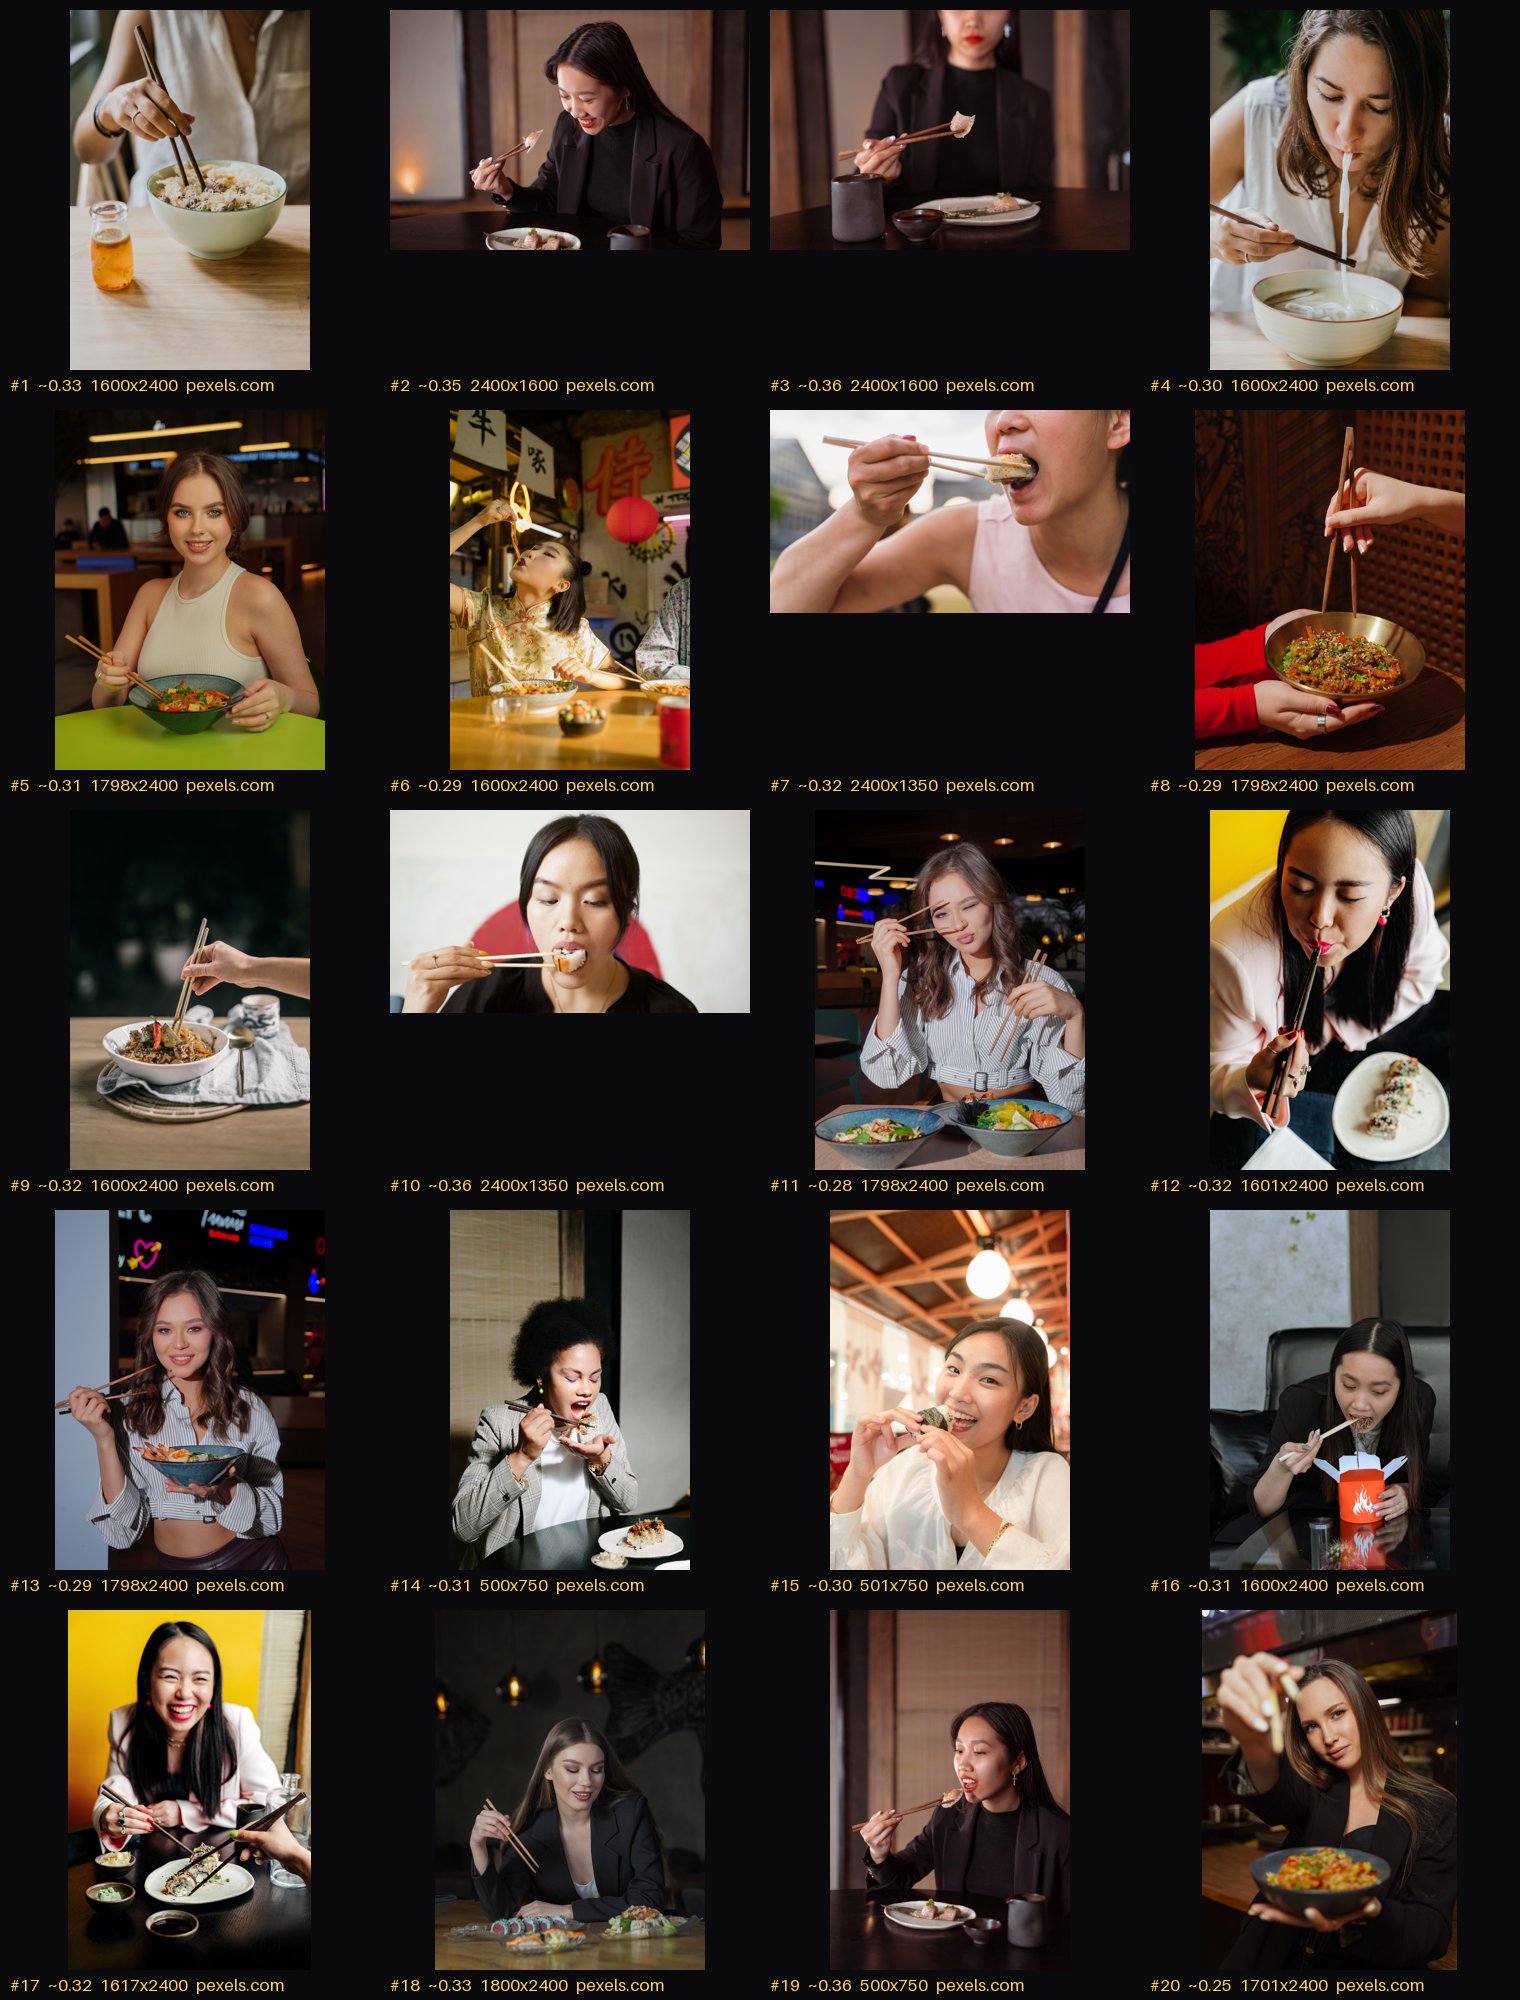 #1 ~0.33 1600x2400 pexels.com
#2 ~0.35 2400x1600 pexels.com
#3 ~0.36 2400x1600 pexels.com
#4 ~0.30 1600x2400 pexels.com
牛
啄
侍
#5 ~0.31 1798x2400 pexels.com
#6 ~0.29 1600x2400 pexels.com
#7 ~0.32 2400x1350 pexels.com
#8 ~0.29 1798x2400 pexels.com
#9 ~0.32 1600x2400 pexels.com
#10 ~0.36 2400x1350 pexels.com
#11 ~0.28 1798x2400 pexels.com
#12 ~0.32 1601x2400 pexels.com
#13 ~0.29 1798x2400 pexels.com
#14 ~0.31 500x750 pexels.com
#15 ~0.30 501x750 pexels.com
#16 ~0.31 1600x2400 pexels.com
#17 ~0.32 1617x2400 pexels.com
#18 ~0.33 1800x2400 pexels.com
#19 ~0.36 500x750 pexels.com
#20 ~0.25 1701x2400 pexels.com